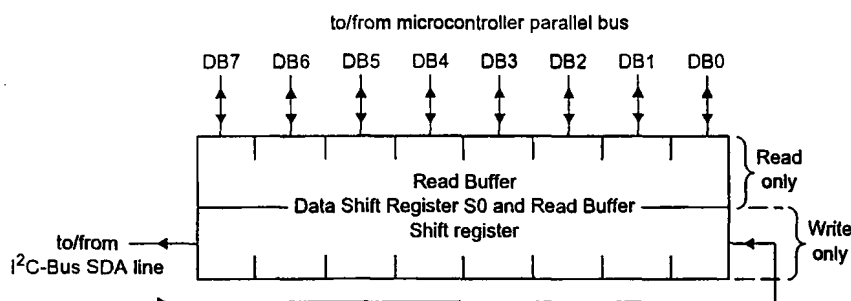 to/from microcontroller parallel bus
DB7 DB6 DB5 DB4 DB3 DB2 DB1 DB0
Read Buffer
Read only
Data Shift Register S0 and Read Buffer
Shift register
Write only
to/from
I²C-Bus SDA line